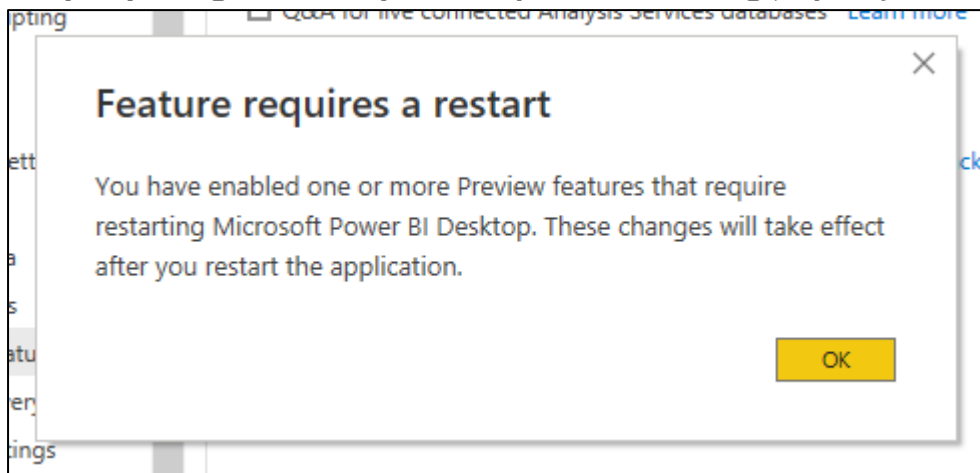 Q&A for live connected Analysis Services databases Learn more
Feature requires a restart
You have enabled one or more Preview features that require
restarting Microsoft Power BI Desktop. These changes will take effect
after you restart the application.
OK